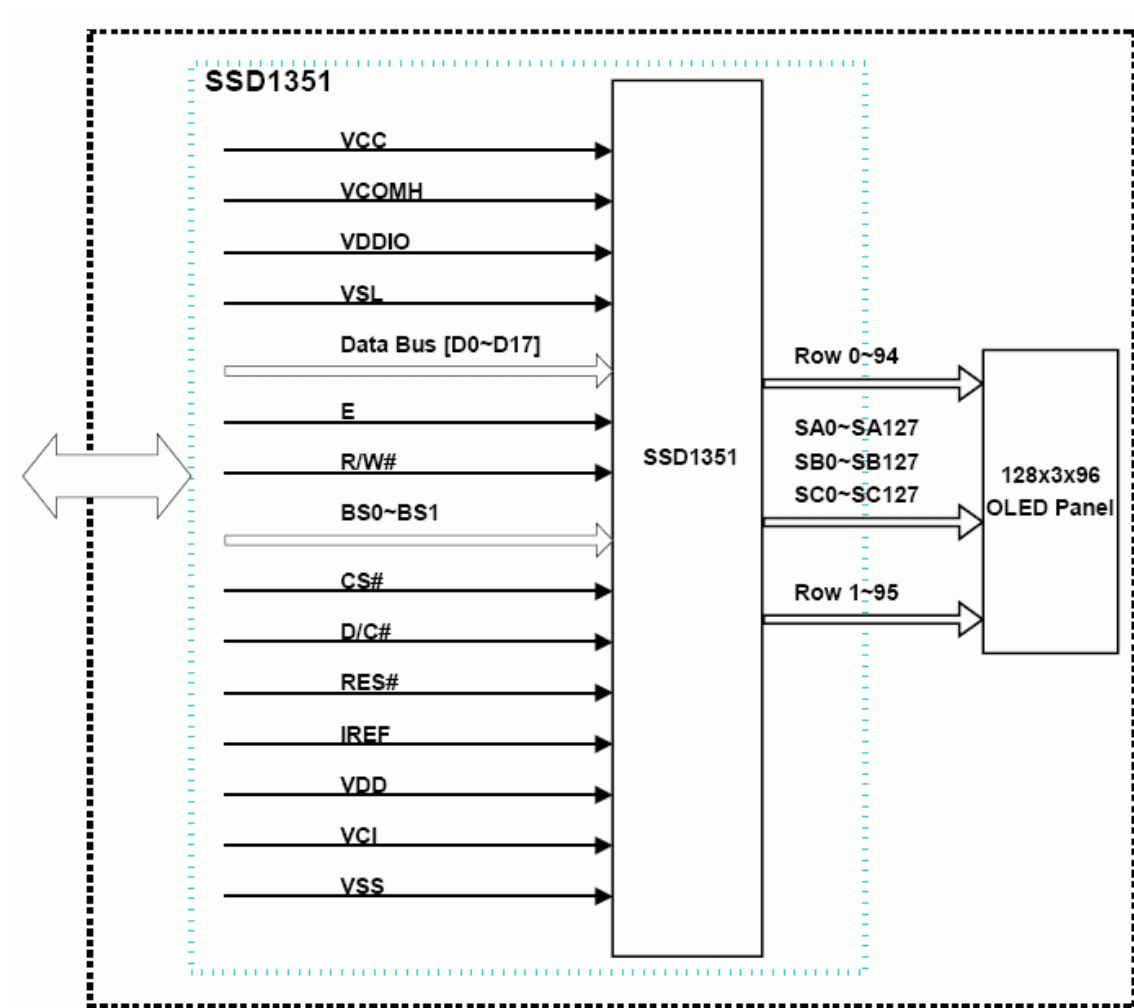 SSD1351
VCC
VCOMH
VDDIO
VSL
Data Bus [D0~D17]
E
R/W#
BS0~BS1
CS#
D/C#
RES#
IREF
VDD
VCI
VSS
SSD1351
Row 0~94
SA0~SA127
SB0~SB127
SC0~SC127
Row 1~95
128x3x96
OLED Panel